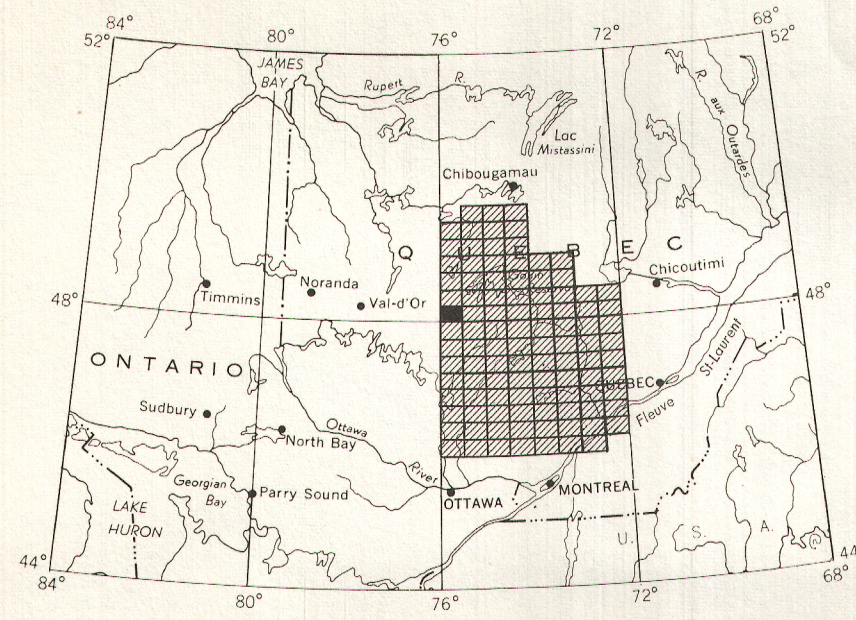 84° 80° 76° 72° 68°
52° 52°
JAMES
BAY
Rupert R.
R. aux Outardes
Lac
Mistassini
Chibougamau
Q U E B E C
Chicoutimi
Noranda
Timmins
Val-d'Or
48° 48°
ONTARIO
St-Laurent
QUEBEC
Fleuve
Sudbury
Ottawa
North Bay
River
Georgian
Bay
Parry Sound
MONTREAL
OTTAWA
LAKE
HURON
U. S. A.
44° 44°
84° 80° 76° 72° 68°